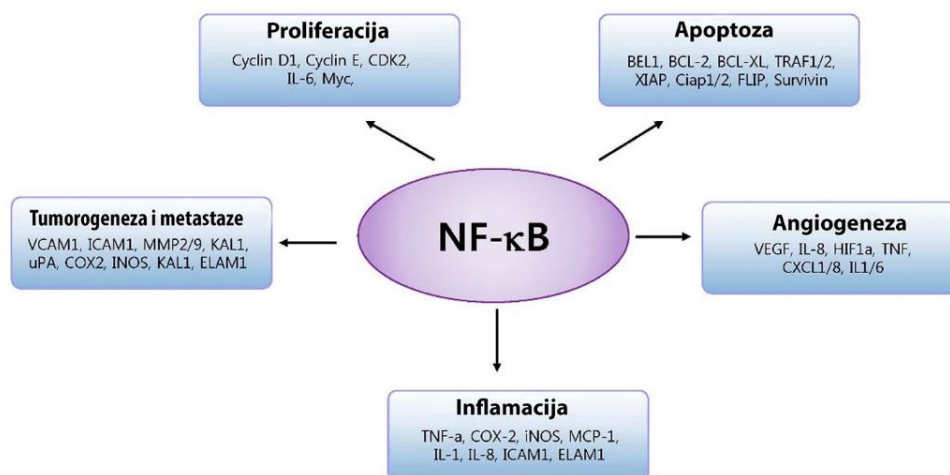 Proliferacija
Cyclin D1, Cyclin E, CDK2,
IL-6, Myc,
Apoptoza
BEL1, BCL-2, BCL-XL, TRAF1/2,
XIAP, Ciap1/2, FLIP, Survivin
Tumorogeneza i metastaze
VCAM1, ICAM1, MMP2/9, KAL1,
uPA, COX2, INOS, KAL1, ELAM1
NF-κB
Angiogeneza
VEGF, IL-8, HIF1a, TNF,
CXCL1/8, IL1/6
Inflamacija
TNF-a, COX-2, iNOS, MCP-1,
IL-1, IL-8, ICAM1, ELAM1